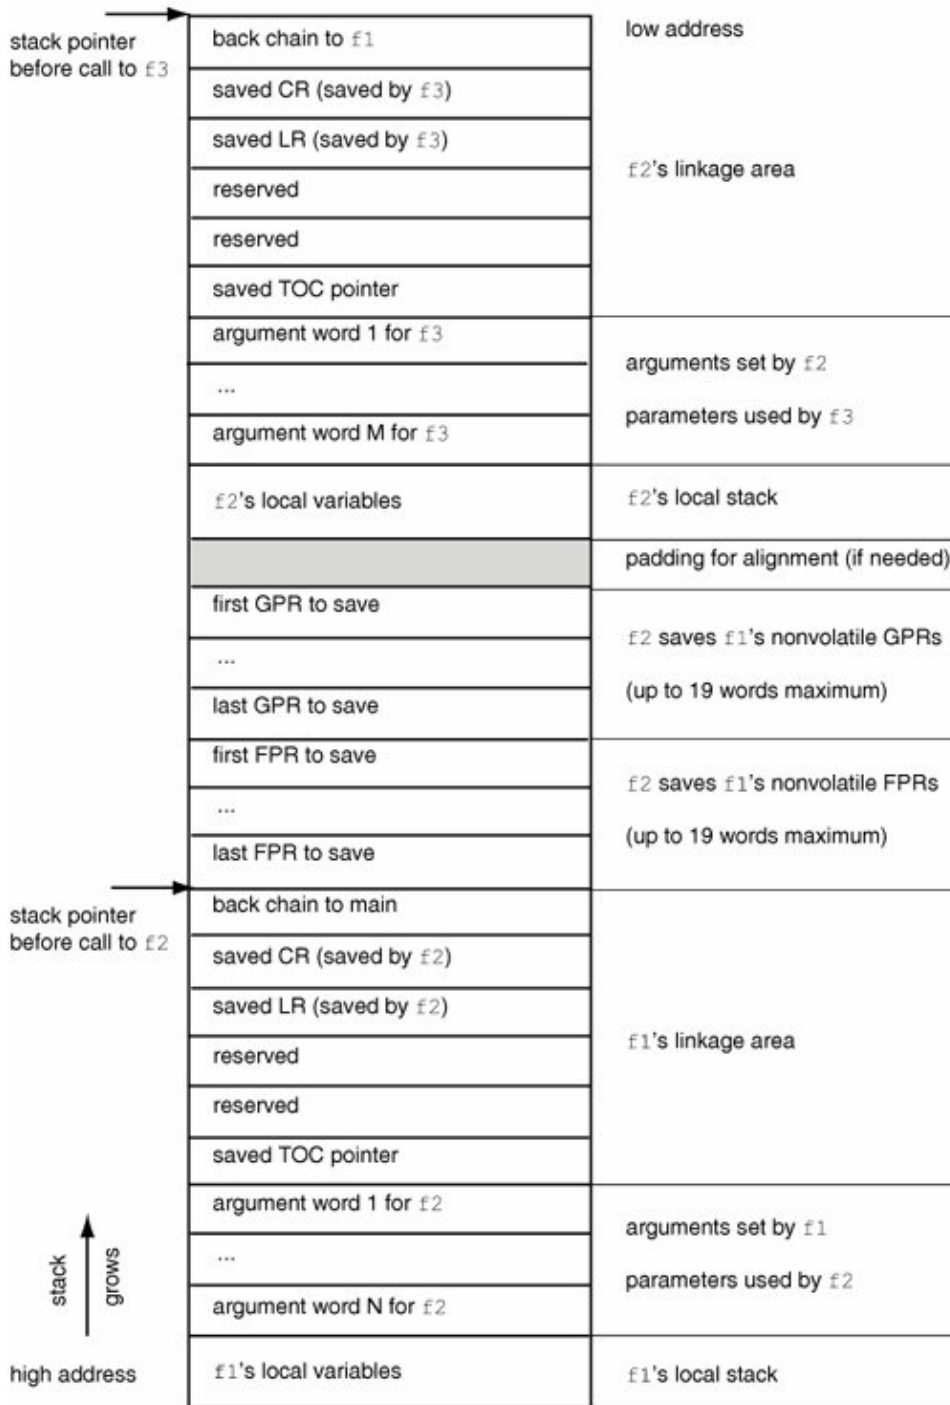 stack pointer
before call to f3
back chain to f1
low address
saved CR (saved by f3)
saved LR (saved by f3)
f2's linkage area
reserved
reserved
saved TOC pointer
argument word 1 for f3
arguments set by f2
...
parameters used by f3
argument word M for f3
f2's local variables
f2's local stack
padding for alignment (if needed)
first GPR to save
f2 saves f1's nonvolatile GPRs
...
(up to 19 words maximum)
last GPR to save
first FPR to save
f2 saves f1's nonvolatile FPRs
...
(up to 19 words maximum)
last FPR to save
stack pointer
before call to f2
back chain to main
saved CR (saved by f2)
saved LR (saved by f2)
f1's linkage area
reserved
reserved
saved TOC pointer
argument word 1 for f2
arguments set by f1
...
parameters used by f2
argument word N for f2
stack
grows
high address
f1's local variables
f1's local stack